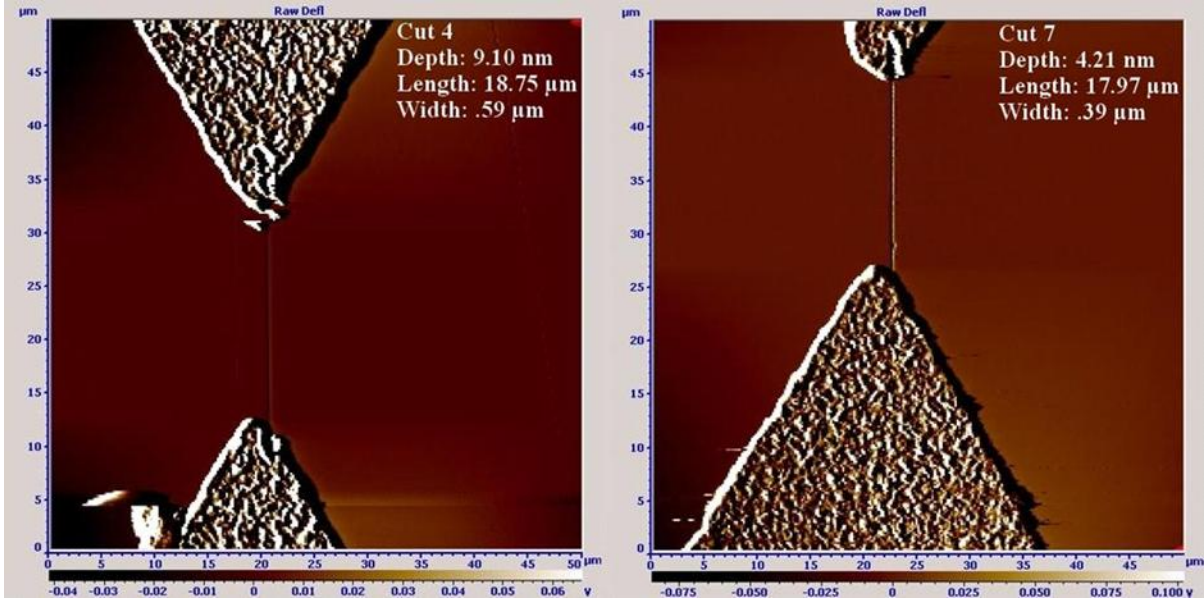 µm
Raw Defl
Cut 4
Depth: 9.10 nm
Length: 18.75 µm
Width: .59 µm
45
40
35
30
25
20
15
10
5
0
0 5 10 15 20 25 30 35 40 45 50
µm
-0.04 -0.03 -0.02 -0.01 0 0.01 0.02 0.03 0.04 0.05 0.06 V
µm
Raw Defl
Cut 7
Depth: 4.21 nm
Length: 17.97 µm
Width: .39 µm
45
40
35
30
25
20
15
10
5
0
0 5 10 15 20 25 30 35 40 45
µm
-0.075 -0.050 -0.025 0 0.025 0.050 0.075 0.100 V